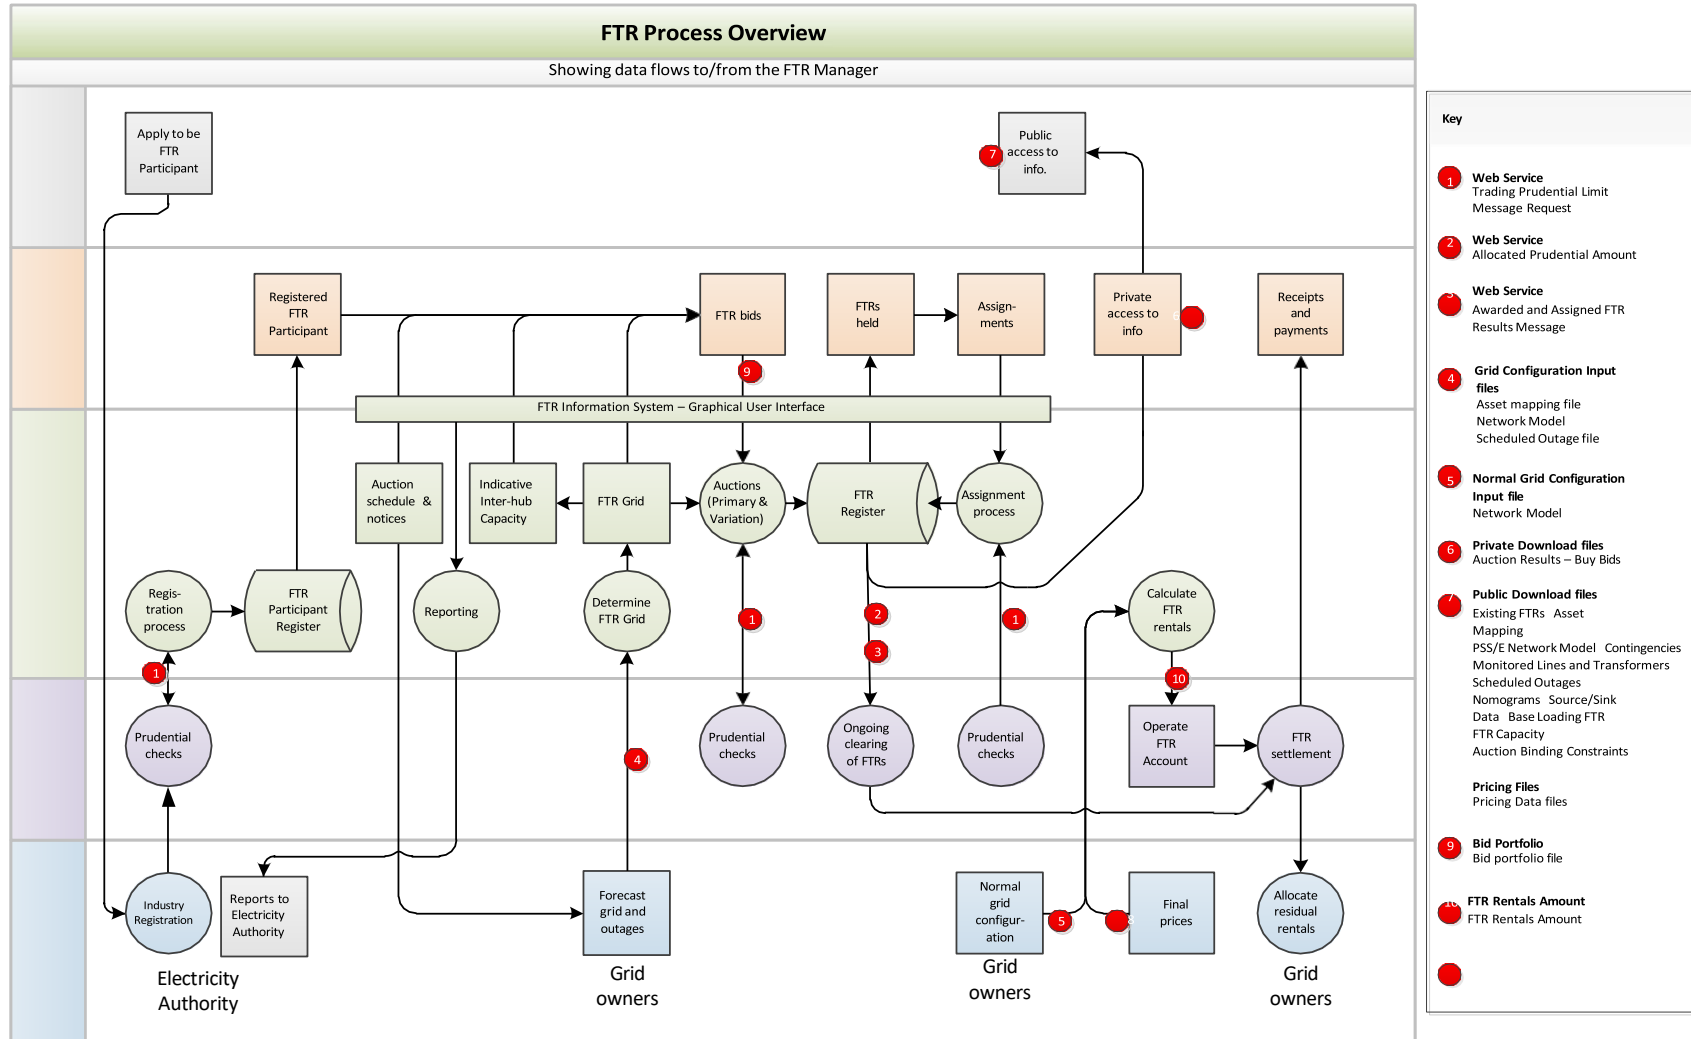 FTR Process Overview
Showing data flows to/from the FTR Manager
Apply to be
FTR
Participant
Public
access to
info.
7
Registered
FTR
Participant
FTR bids
9
FTRs
held
Assign-
ments
Private
access to
info
Receipts
and
payments
FTR Information System – Graphical User Interface
Auction
schedule &
notices
Indicative
Inter-hub
Capacity
FTR Grid
Auctions
(Primary &
Variation)
FTR
Register
Assignment
process
Regis-
tration
process
FTR
Participant
Register
Reporting
Determine
FTR Grid
Calculate
FTR
rentals
1
1
2
3
1
10
Prudential
checks
4
Prudential
checks
Ongoing
clearing
of FTRs
Prudential
checks
Operate
FTR
Account
FTR
settlement
Industry
Registration
Reports to
Electricity
Authority
Forecast
grid and
outages
Normal
grid
configur-
ation
5
Final
prices
Allocate
residual
rentals
Electricity
Authority
Grid
owners
Grid
owners
Grid
owners
Key
1
Web Service
Trading Prudential Limit
Message Request
2
Web Service
Allocated Prudential Amount
3
Web Service
Awarded and Assigned FTR
Results Message
4
Grid Configuration Input
files
Asset mapping file
Network Model
Scheduled Outage file
5
Normal Grid Configuration
Input file
Network Model
6
Private Download files
Auction Results – Buy Bids
7
Public Download files
Existing FTRs Asset
Mapping
PSS/E Network Model Contingencies
Monitored Lines and Transformers
Scheduled Outages
Nomograms Source/Sink
Data Base Loading FTR
FTR Capacity
Auction Binding Constraints
Pricing Files
Pricing Data files
9
Bid Portfolio
Bid portfolio file
10
FTR Rentals Amount
FTR Rentals Amount